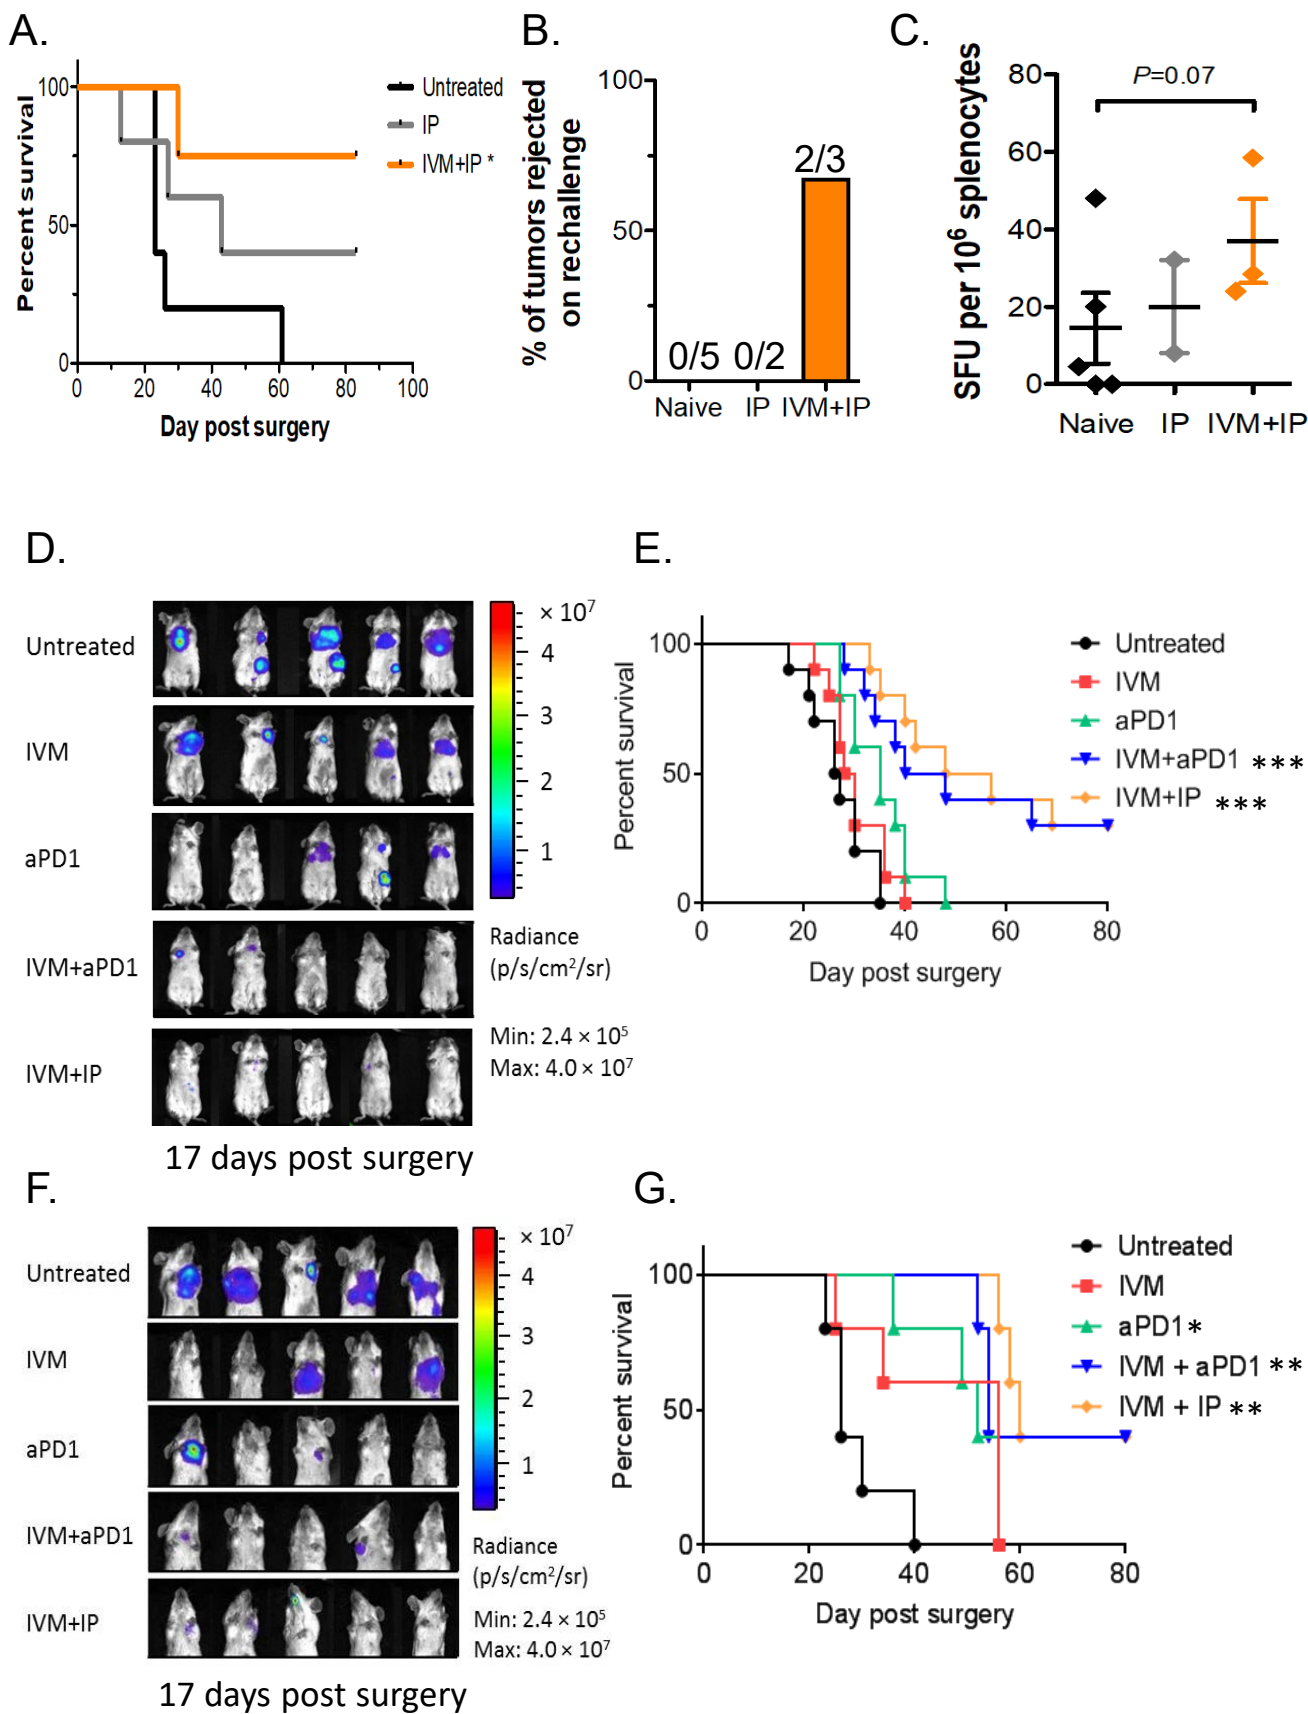 A.
Percent survival
100
50
0
0 20 40 60 80 100
Day post surgery
Untreated
IP
IVM+IP *
B.
% of tumors rejected
on rechallenge
100
50
0
0/5 0/2 2/3
Naive IP IVM+IP
C.
SFU per 10⁶ splenocytes
80
60
40
20
0
P=0.07
Naive IP IVM+IP
D.
Untreated
IVM
aPD1
IVM+aPD1
IVM+IP
× 10⁷
4
3
2
1
Radiance
(p/s/cm²/sr)
Min: 2.4 × 10⁵
Max: 4.0 × 10⁷
17 days post surgery
E.
Percent survival
100
50
0
0 20 40 60 80
Day post surgery
Untreated
IVM
aPD1
IVM+aPD1 ***
IVM+IP ***
F.
Untreated
IVM
aPD1
IVM+aPD1
IVM+IP
× 10⁷
4
3
2
1
Radiance
(p/s/cm²/sr)
Min: 2.4 × 10⁵
Max: 4.0 × 10⁷
17 days post surgery
G.
Percent survival
100
50
0
0 20 40 60 80
Day post surgery
Untreated
IVM
aPD1 *
IVM + aPD1 **
IVM + IP **